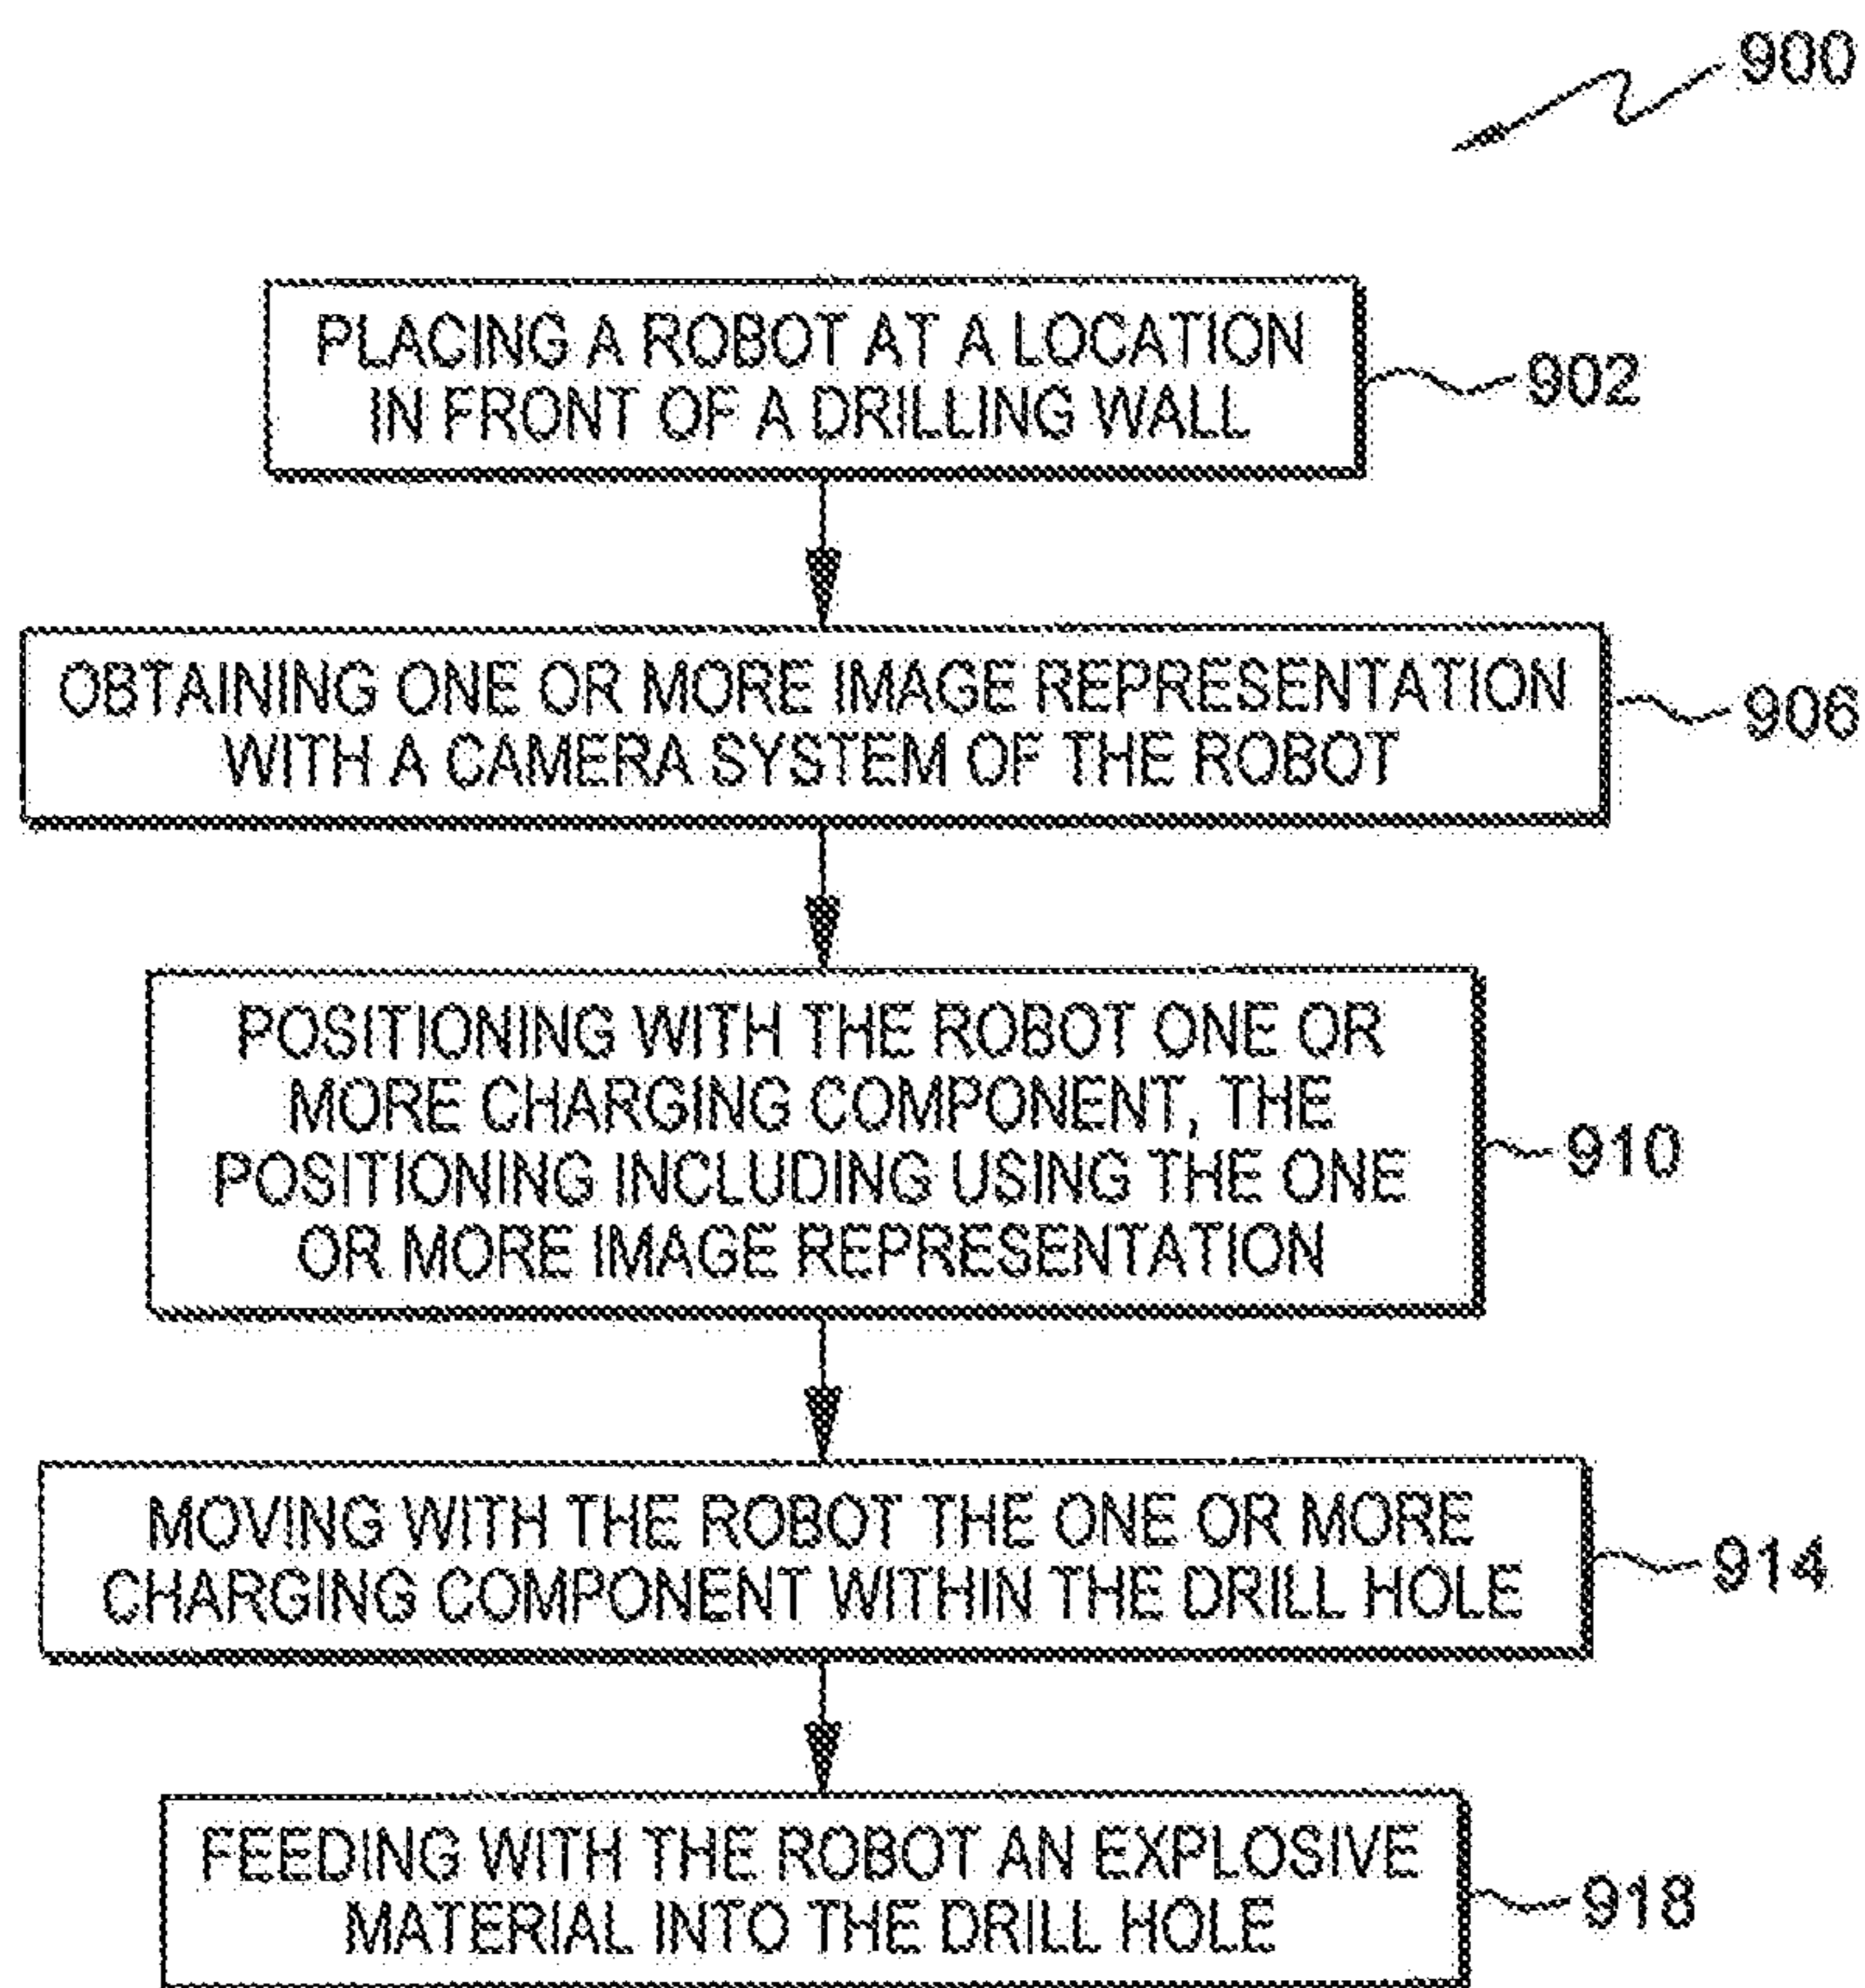 900
PLACING A ROBOT AT A LOCATION
IN FRONT OF A DRILLING WALL
902
OBTAINING ONE OR MORE IMAGE REPRESENTATION
WITH A CAMERA SYSTEM OF THE ROBOT
906
POSITIONING WITH THE ROBOT ONE OR
MORE CHARGING COMPONENT, THE
POSITIONING INCLUDING USING THE ONE
OR MORE IMAGE REPRESENTATION
910
MOVING WITH THE ROBOT THE ONE OR MORE
CHARGING COMPONENT WITHIN THE DRILL HOLE
914
FEEDING WITH THE ROBOT AN EXPLOSIVE
MATERIAL INTO THE DRILL HOLE
918